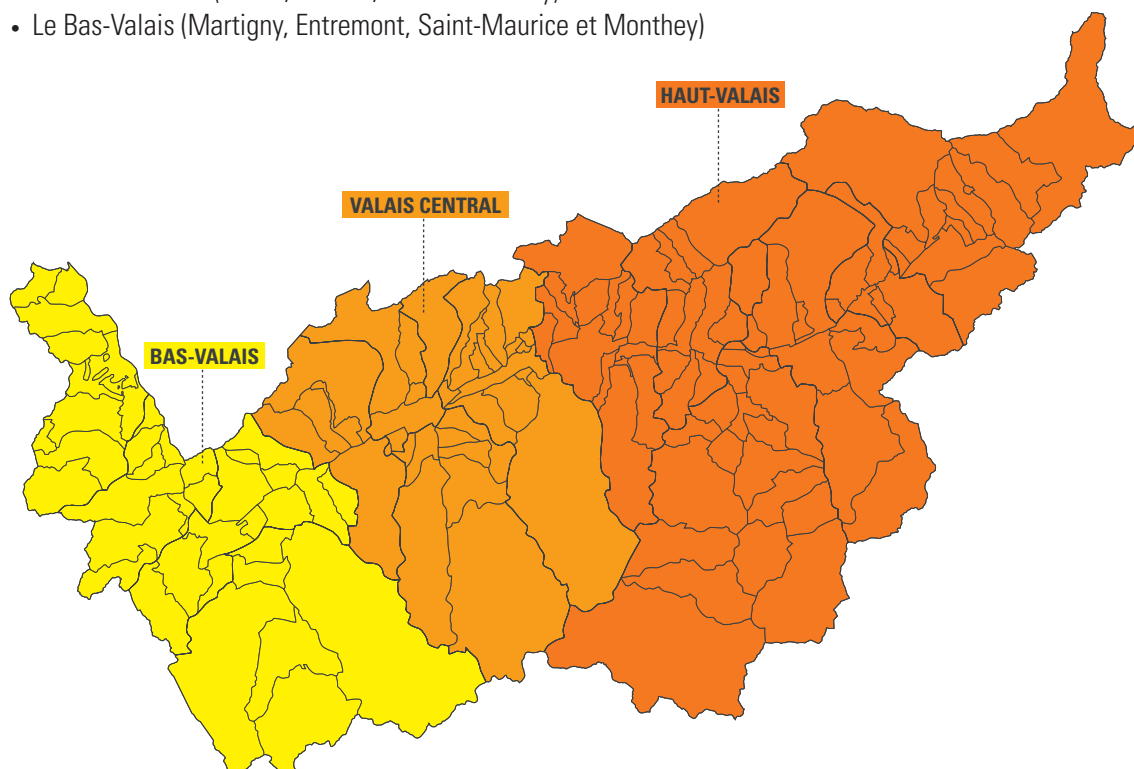 • Le Bas-Valais (Martigny, Entremont, Saint-Maurice et Monthey)
HAUT-VALAIS
VALAIS CENTRAL
BAS-VALAIS